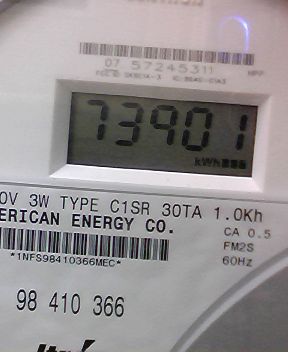 07 57245311
73901
kWh
0V 3W TYPE C1SR 30TA 1.0Kh
ERICAN ENERGY CO.
CA 0.5
FM2S
*1NFS98410366MEC*
60Hz
98 410 366